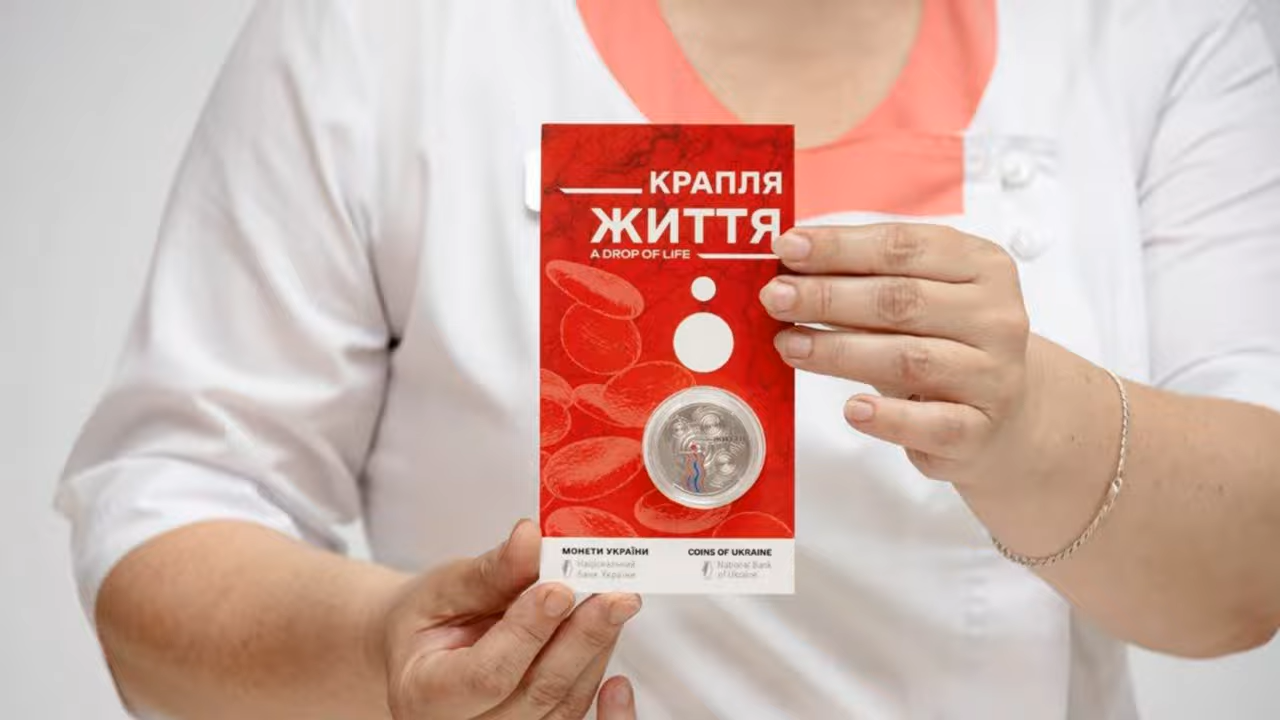 КРАПЛЯ
ЖИТТЯ
A DROP OF LIFE
МОНЕТИ УКРАЇНИ
COINS OF UKRAINE
Національний
банк України
National Bank
of Ukraine